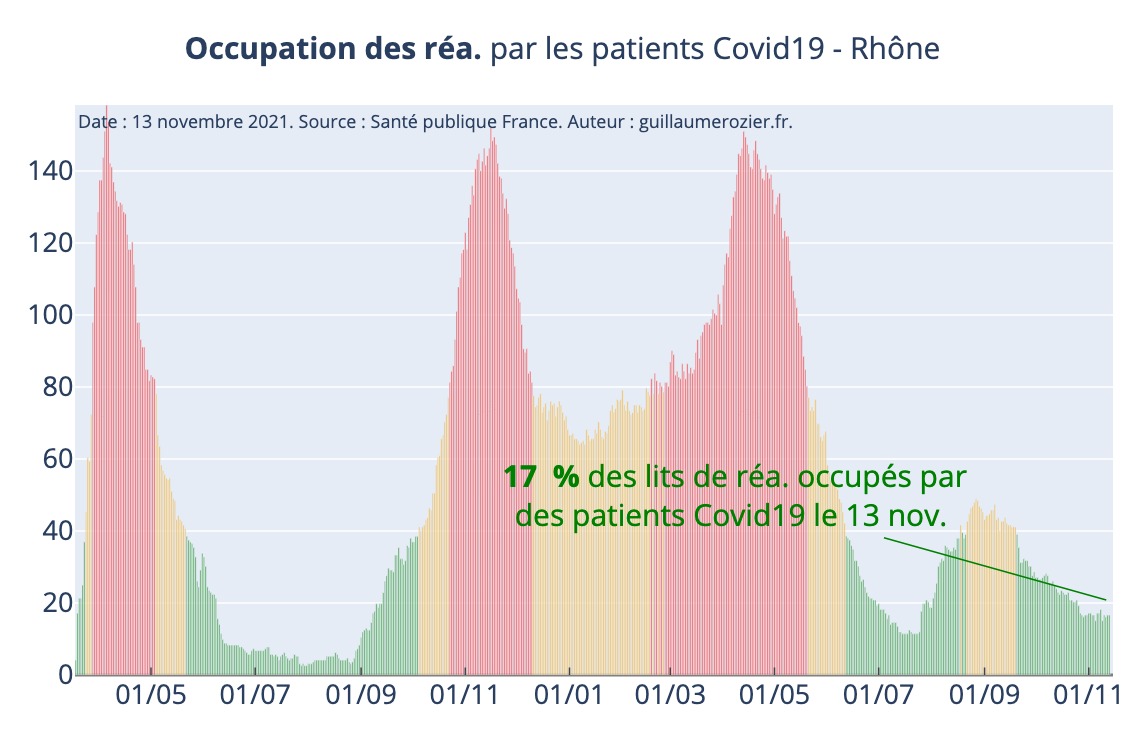 Occupation des réa. par les patients Covid19 - Rhône
Date : 13 novembre 2021. Source : Santé publique France. Auteur : guillaumerozier.fr.
140
120
100
80
60
17 % des lits de réa. occupés par
des patients Covid19 le 13 nov.
40
20
0
01/05 01/07 01/09 01/11 01/01 01/03 01/05 01/07 01/09 01/11